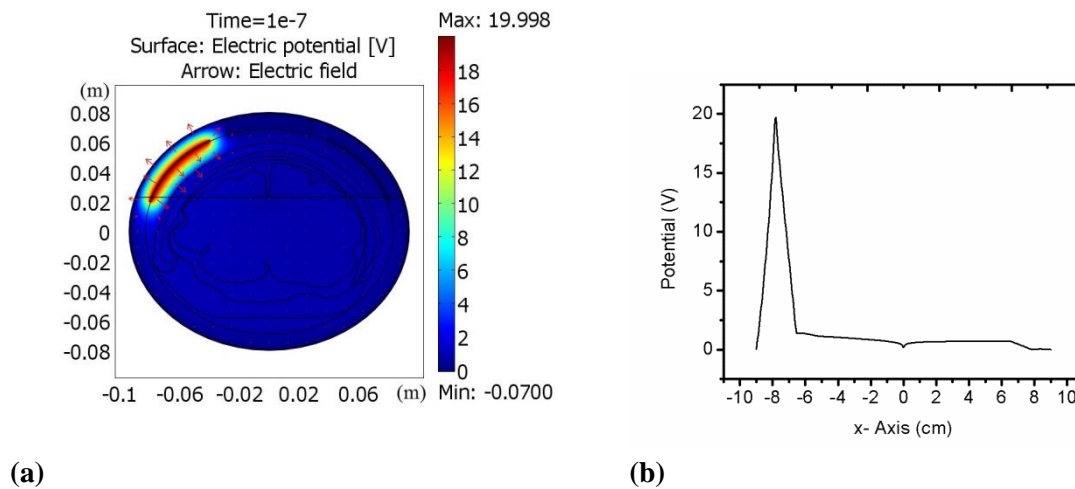 Time=1e-7
Surface: Electric potential [V]
Arrow: Electric field
Max: 19.998
(m)
0.08
0.06
0.04
0.02
0
-0.02
-0.04
-0.06
-0.08
-0.1 -0.06 -0.02 0.02 0.06 (m)
18
16
14
12
10
8
6
4
2
0
Min: -0.0700
(a)
20
15
10
5
0
Potential (V)
-10 -8 -6 -4 -2 0 2 4 6 8 10
x- Axis (cm)
(b)